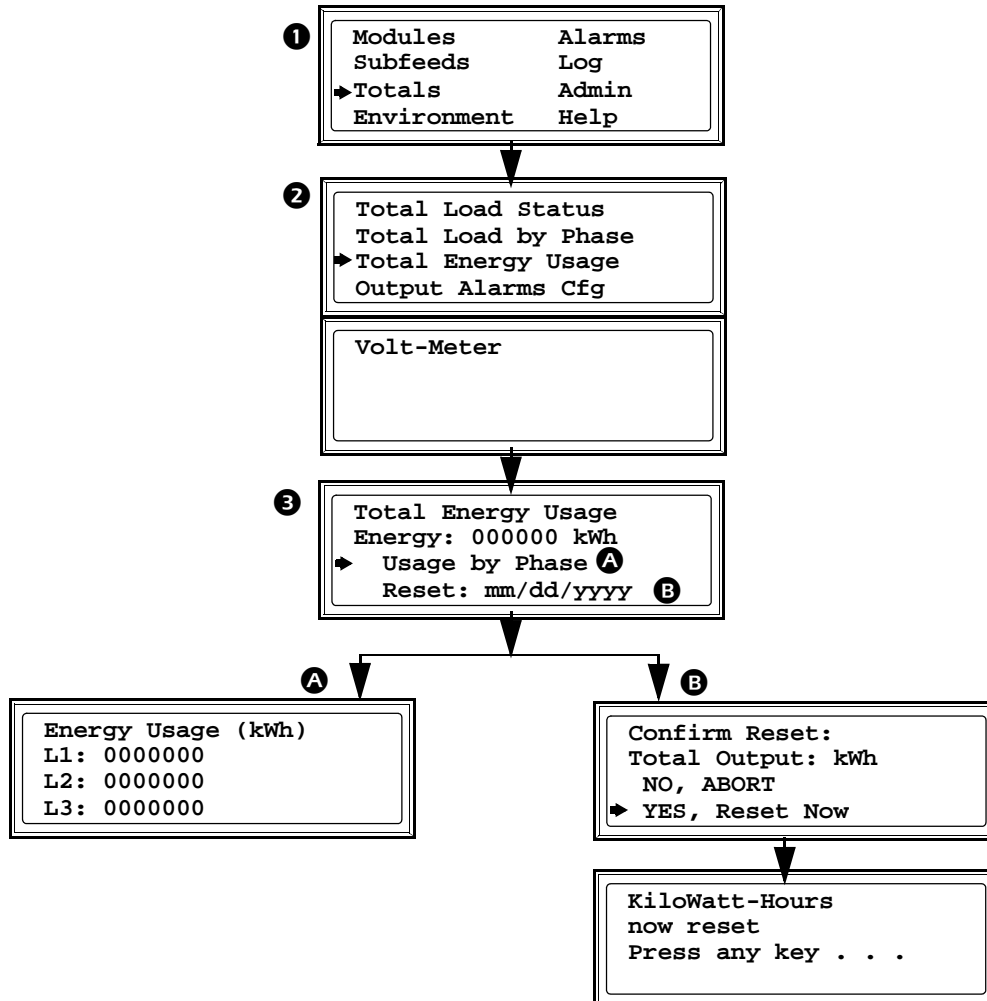 ❶
Modules Alarms
Subfeeds Log
Totals Admin
Environment Help
❷
Total Load Status
Total Load by Phase
Total Energy Usage
Output Alarms Cfg
Volt-Meter
❸
Total Energy Usage
Energy: 000000 kWh
Usage by Phase A
Reset: mm/dd/yyyy B
A
Energy Usage (kWh)
L1: 0000000
L2: 0000000
L3: 0000000
B
Confirm Reset:
Total Output: kWh
NO, ABORT
YES, Reset Now
KiloWatt-Hours
now reset
Press any key . . .